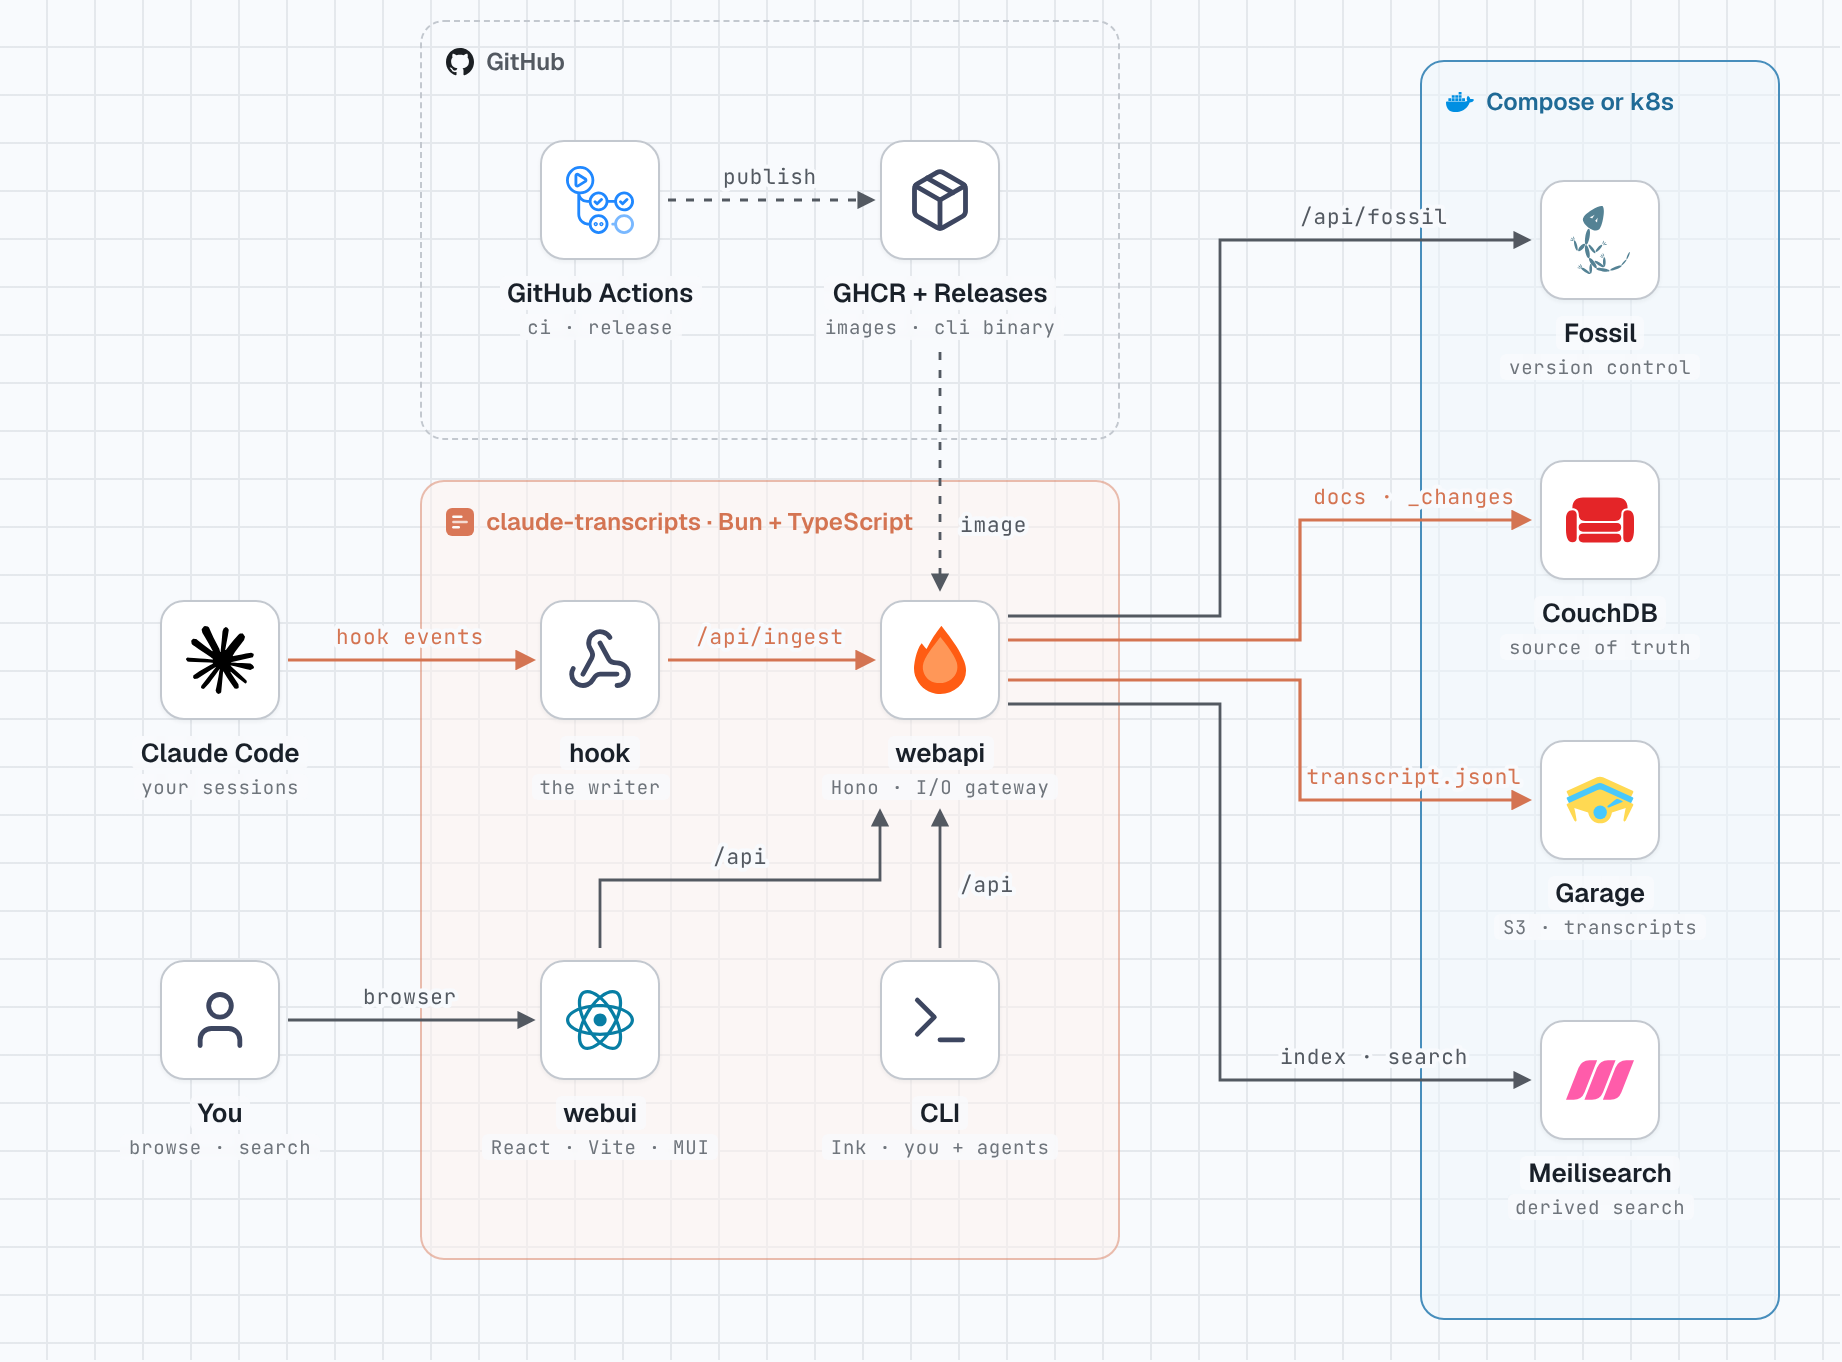 GitHub
publish
GitHub Actions
ci · release
GHCR + Releases
images · cli binary
image
claude-transcripts · Bun + TypeScript
hook events
/api/ingest
Claude Code
your sessions
hook
the writer
webapi
Hono · I/O gateway
/api
/api
browser
You
browse · search
webui
React · Vite · MUI
CLI
Ink · you + agents
Compose or k8s
/api/fossil
Fossil
version control
docs · _changes
CouchDB
source of truth
transcript.jsonl
Garage
S3 · transcripts
index · search
Meilisearch
derived search